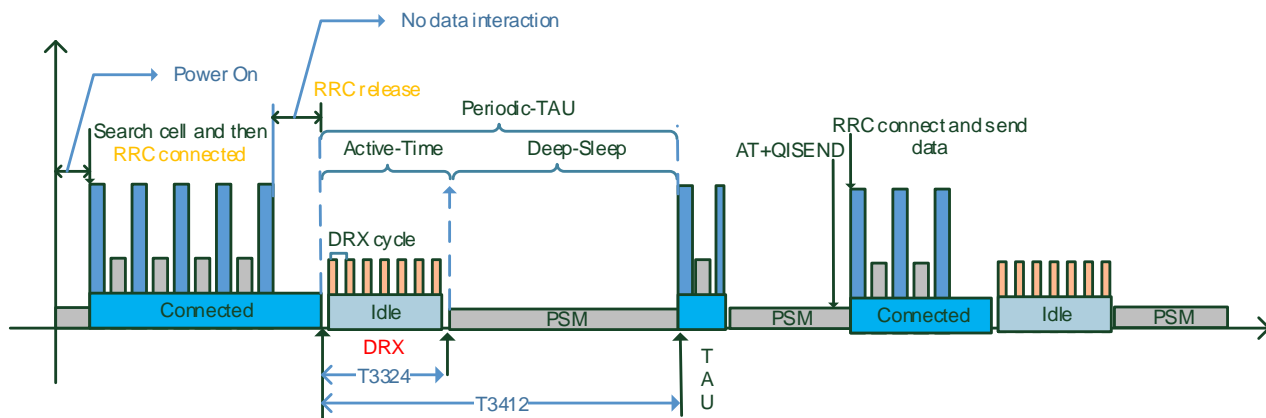 No data interaction
Power On
RRC release
Periodic-TAU
Search cell and then
RRC connected
Active-Time
Deep-Sleep
AT+QISEND
RRC connect and send
data
DRX cycle
Connected
Idle
PSM
PSM
Connected
Idle
PSM
DRX
T3324
T3412
TAU